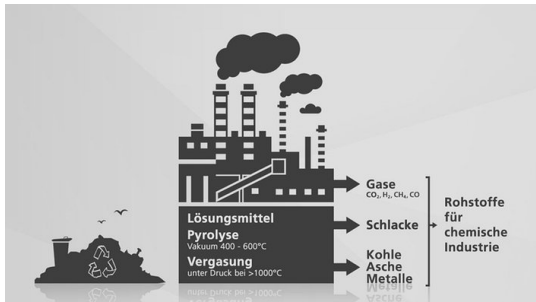 Lösungsmittel
Pyrolyse
Vakuum 400 - 600°C
Vergasung
unter Druck bei >1000°C
Gase
CO₂, H₂, CH₄, CO
Schlacke
Kohle
Asche
Metalle
Rohstoffe
für
chemische
Industrie